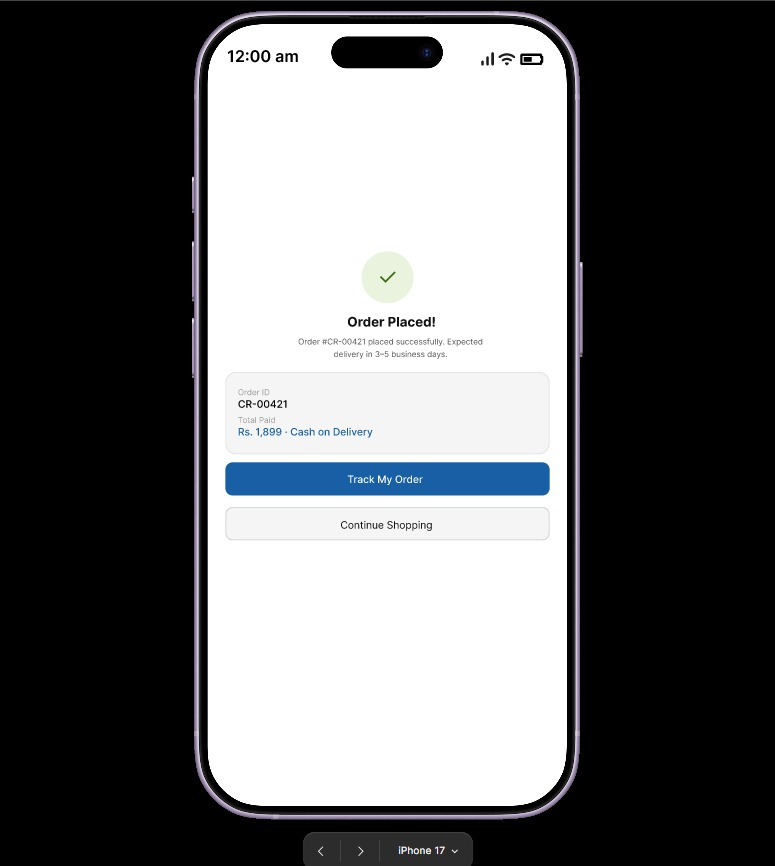 12:00 am
Order Placed!
Order #CR-00421 placed successfully. Expected
delivery in 3–5 business days.
Order ID
CR-00421
Total Paid
Rs. 1,899 · Cash on Delivery
Track My Order
Continue Shopping
iPhone 17